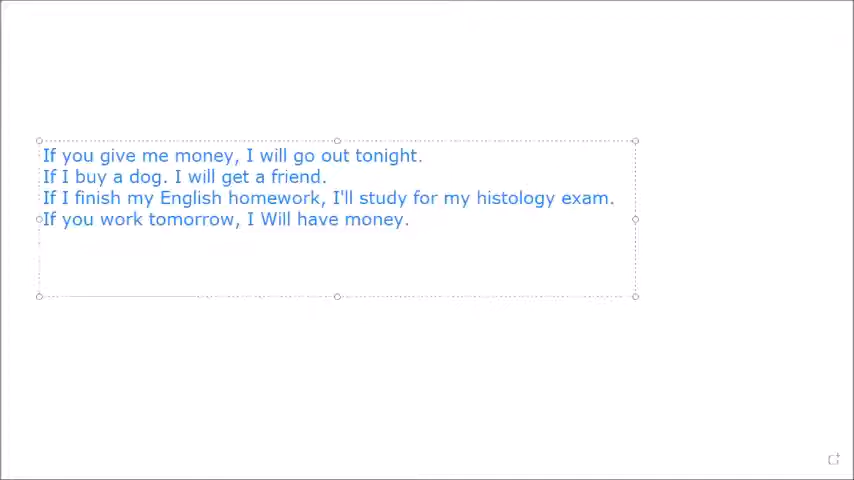 If you give me money, I will go out tonight.
If I buy a dog. I will get a friend.
If I finish my English homework, I'll study for my histology exam.
If you work tomorrow, I Will have money.